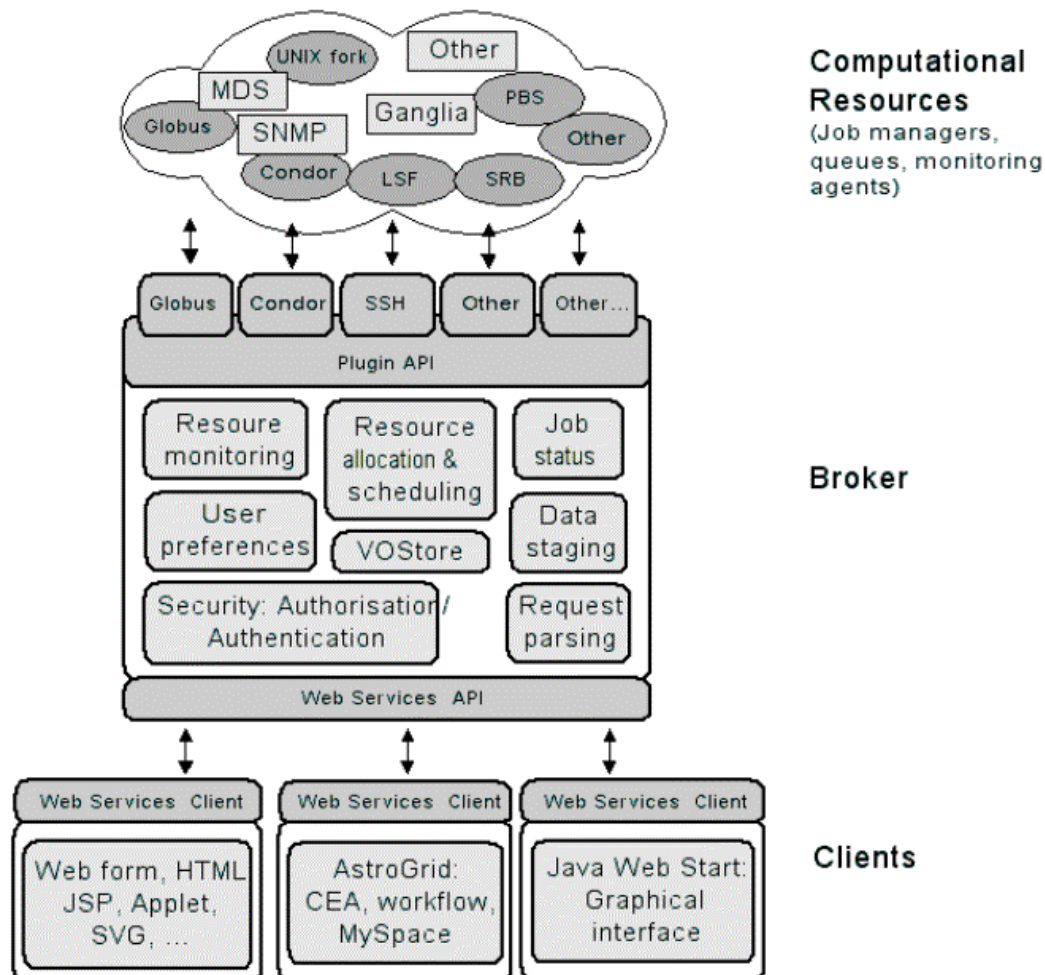 UNIX fork
Other
MDS
PBS
Ganglia
Globus
SNMP
Other
Condor
LSF
SRB
Computational
Resources
(Job managers,
queues, monitoring
agents)
Globus
Condor
SSH
Other
Other...
Plugin API
Resoure
monitoring
Resource
allocation &
scheduling
Job
status
User
preferences
VOStore
Data
staging
Security: Authorisation/
Authentication
Request
parsing
Broker
Web Services API
Web Services Client
Web Services Client
Web Services Client
Web form, HTML
JSP, Applet,
SVG, ...
AstroGrid:
CEA, workflow,
MySpace
Java Web Start:
Graphical
interface
Clients